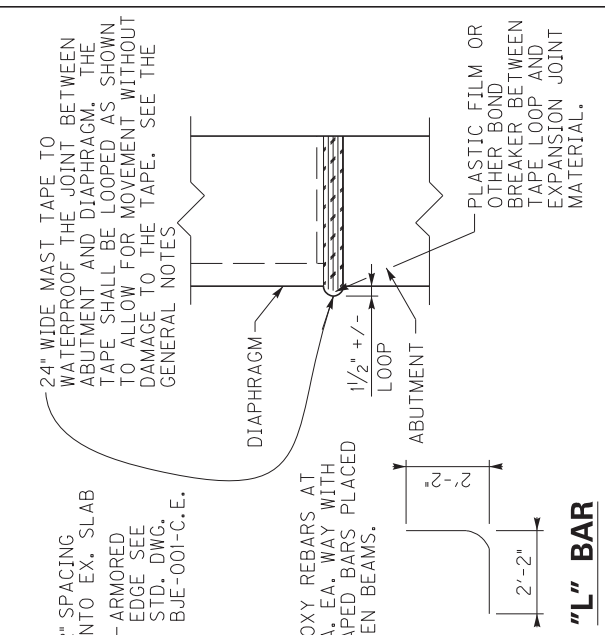 24" WIDE MAST TAPE TO
WATERPROOF THE JOINT BETWEEN
ABUTMENT AND DIAPHRAGM. THE
TAPE SHALL BE LOOPED AS SHOWN
TO ALLOW FOR MOVEMENT WITHOUT
DAMAGE TO THE TAPE. SEE THE
GENERAL NOTES
DIAPHRAGM
1 1/2" +/-
LOOP
ABUTMENT
PLASTIC FILM OR
OTHER BOND
BREAKER BETWEEN
TAPE LOOP AND
EXPANSION JOINT
MATERIAL.
" SPACING
NTO EX. SLAB
ARMORED
EDGE SEE
STD. DWG.
BJE-001-C.E.
OXY REBARS AT
A. EA. WAY WITH
APED BARS PLACED
EN BEAMS.
2'-2"
2'-2"
"L" BAR